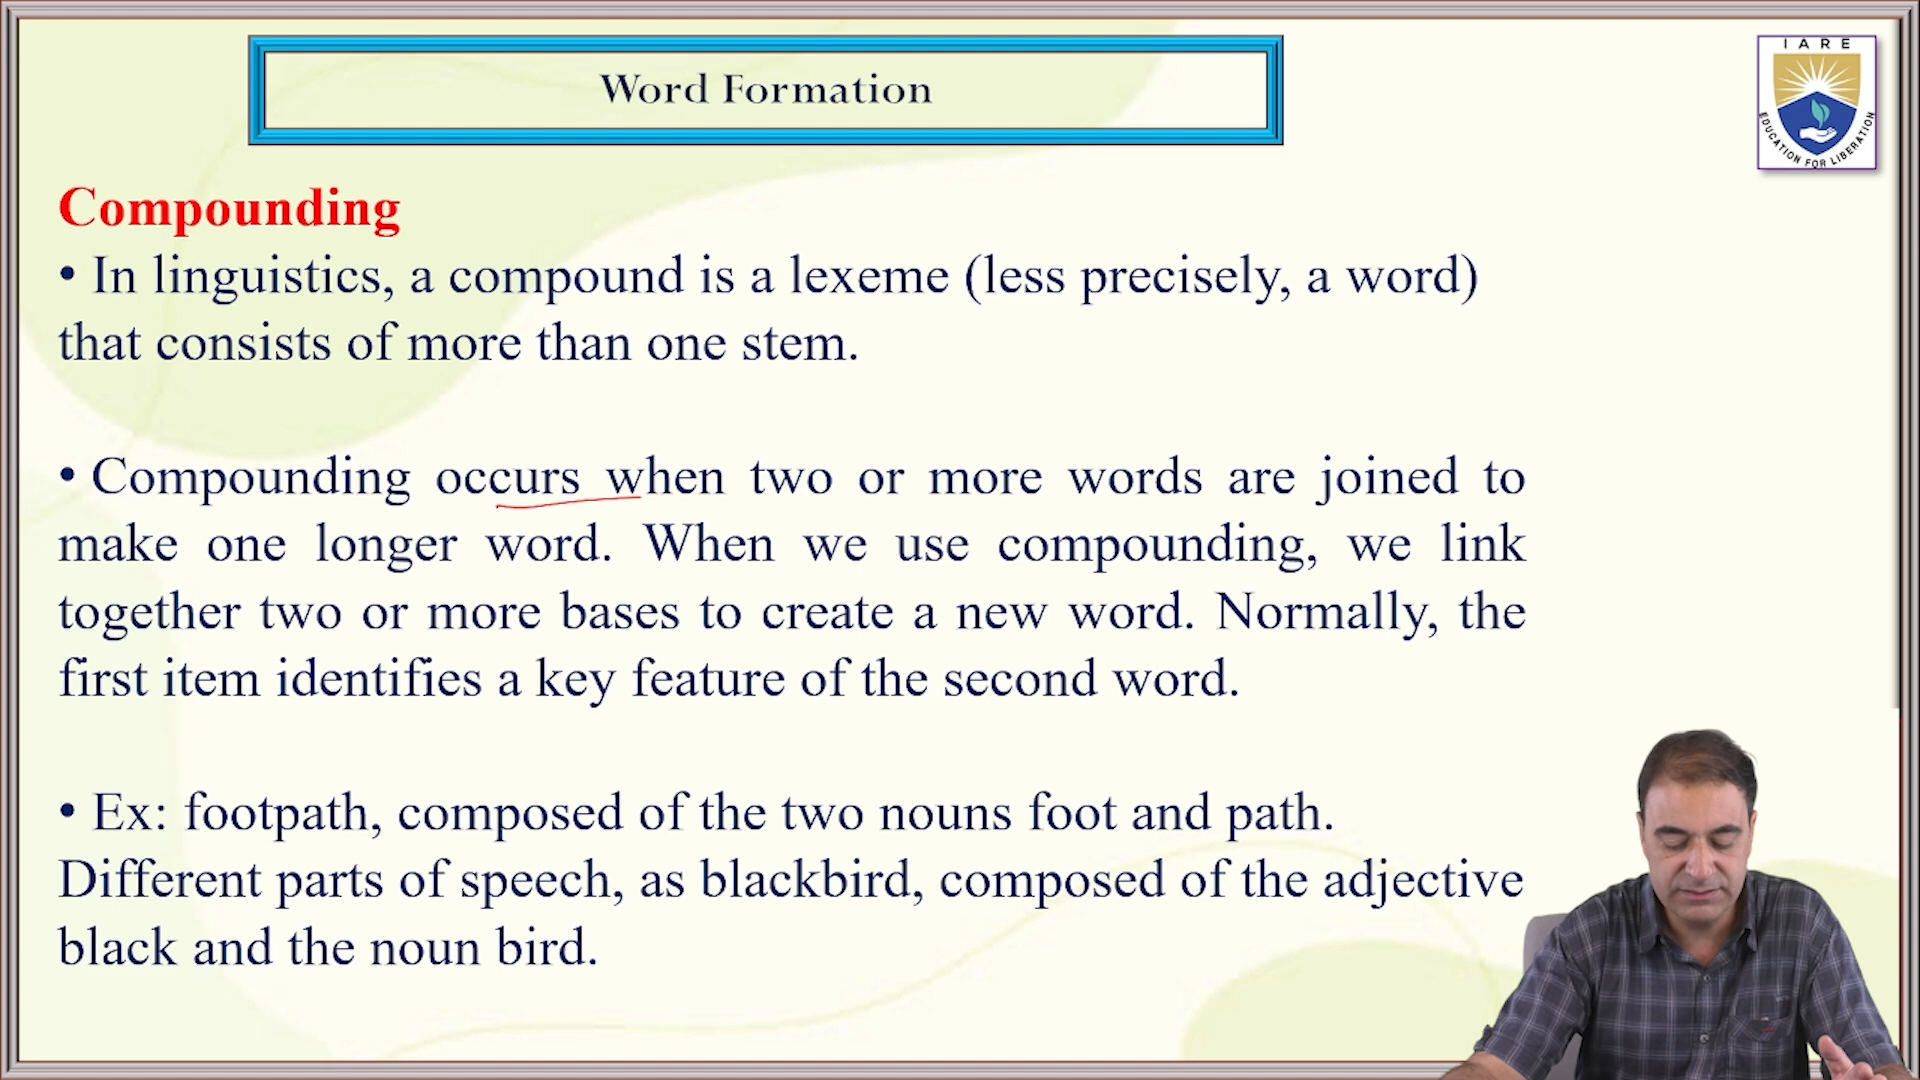 Word Formation
IARE
EDUCATION FOR LIBERATION
Compounding
• In linguistics, a compound is a lexeme (less precisely, a word)
that consists of more than one stem.
• Compounding occurs when two or more words are joined to
make one longer word. When we use compounding, we link
together two or more bases to create a new word. Normally, the
first item identifies a key feature of the second word.
• Ex: footpath, composed of the two nouns foot and path.
Different parts of speech, as blackbird, composed of the adjective
black and the noun bird.